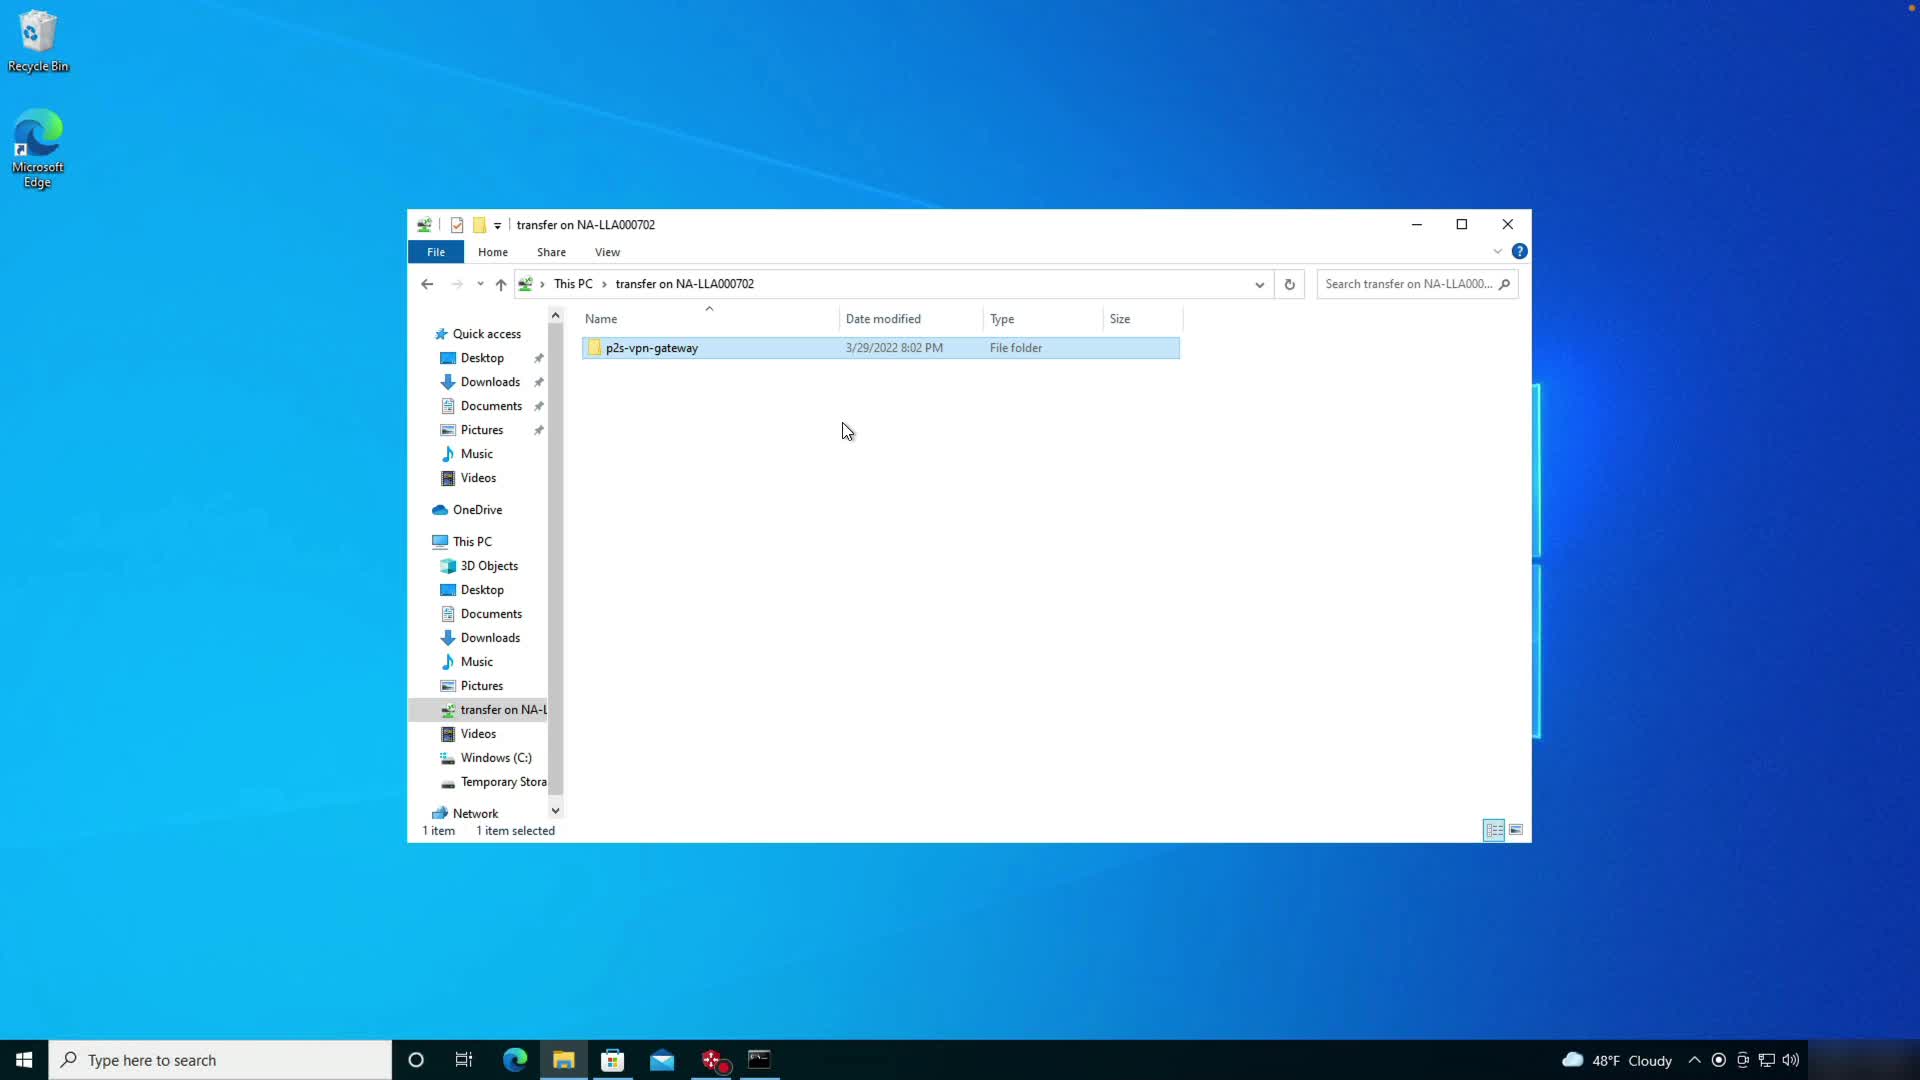 Recycle Bin
Microsoft
Edge
transfer on NA-LLA000702
File Home Share View
This PC transfer on NA-LLA000702
Search transfer on NA-LLA000...
Name Date modified Type Size
p2s-vpn-gateway 3/29/2022 8:02 PM File folder
Quick access
Desktop
Downloads
Documents
Pictures
Music
Videos
OneDrive
This PC
3D Objects
Desktop
Documents
Downloads
Music
Pictures
transfer on NA-L
Videos
Windows (C:)
Temporary Stora
Network
1 item 1 item selected
Type here to search
48°F Cloudy